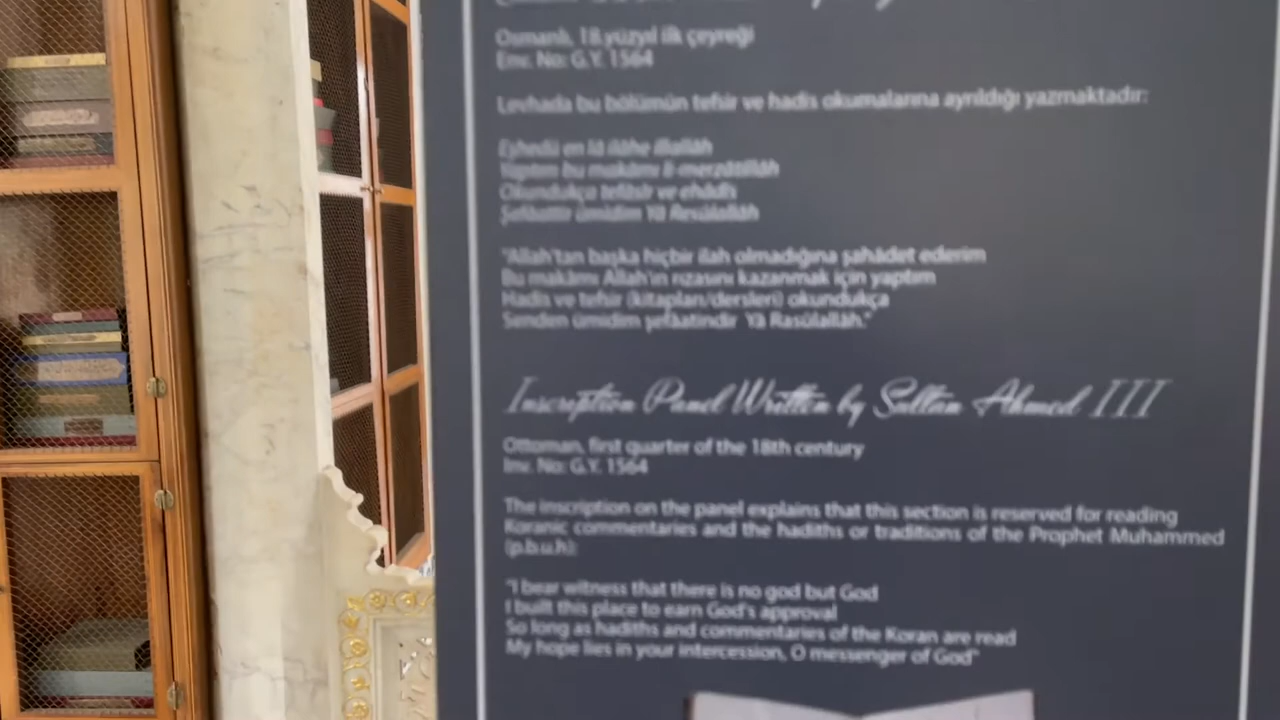 Osmanlı, 18.yüzyıl ilk çeyreği
Env. No: G.Y. 1564
Levhada bu bölümün tefsir ve hadis okumalarına ayrıldığı yazmaktadır:
Eşhedü en lâ ilâhe illallâh
Yaptım bu makâmı li-merzâtillâh
Okundukça tefâsir ve ehâdis
Şefâattir ümidim Yâ Resûlallâh
"Allah'tan başka hiçbir ilah olmadığına şahâdet ederim
Bu makâmı Allah'ın rızasını kazanmak için yaptım
Hadis ve tefsir (kitapları/dersleri) okundukça
Senden ümidim şefâatindir Yâ Rasûlallâh."
Inscription Panel Written by Sultan Ahmed III
Ottoman, first quarter of the 18th century
Inv. No: G.Y. 1564
The inscription on the panel explains that this section is reserved for reading
Koranic commentaries and the hadiths or traditions of the Prophet Muhammed
(p.b.u.h):
"I bear witness that there is no god but God
I built this place to earn God's approval
So long as hadiths and commentaries of the Koran are read
My hope lies in your intercession, O messenger of God"